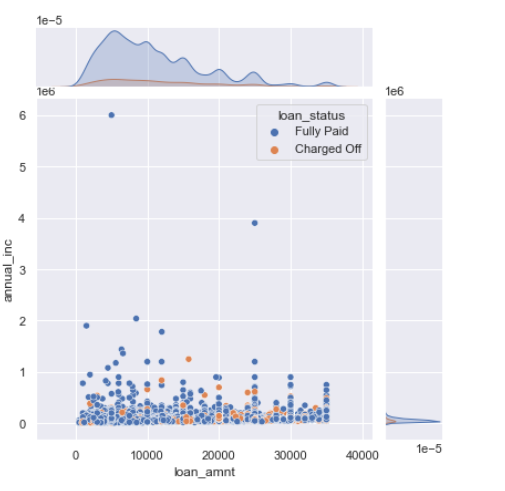 1e−5
1e6
1e6
loan_status
Fully Paid
Charged Off
6
5
4
3
2
1
0
annual_inc
0 10000 20000 30000 40000
loan_amnt
1e−5